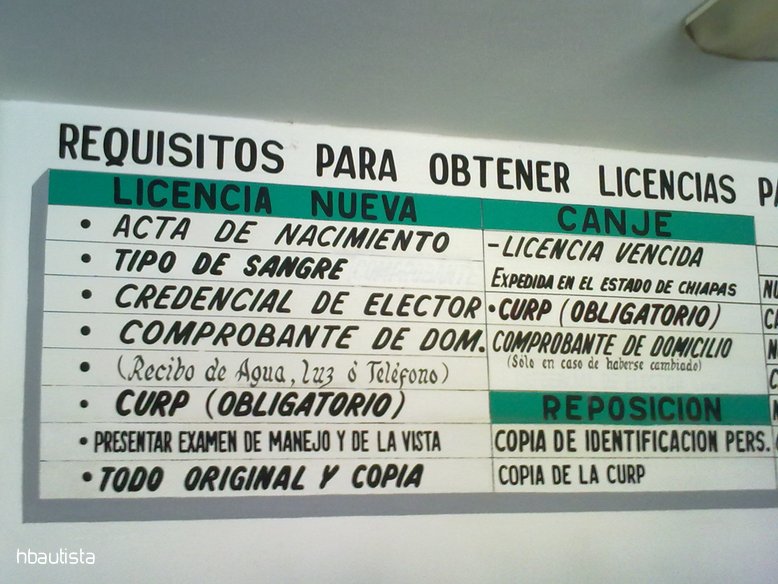 REQUISITOS PARA OBTENER LICENCIAS
LICENCIA NUEVA
• ACTA DE NACIMIENTO
• TIPO DE SANGRE
• CREDENCIAL DE ELECTOR
• COMPROBANTE DE DOM.
• (Recibo de Agua, luz ó Teléfono)
• CURP (OBLIGATORIO)
• PRESENTAR EXAMEN DE MANEJO Y DE LA VISTA
• TODO ORIGINAL Y COPIA
CANJE
-LICENCIA VENCIDA
EXPEDIDA EN EL ESTADO DE CHIAPAS
•CURP (OBLIGATORIO)
COMPROBANTE DE DOMICILIO
(Sólo en caso de haberse cambiado)
REPOSICION
COPIA DE IDENTIFICACION PERS.
COPIA DE LA CURP
hbautista